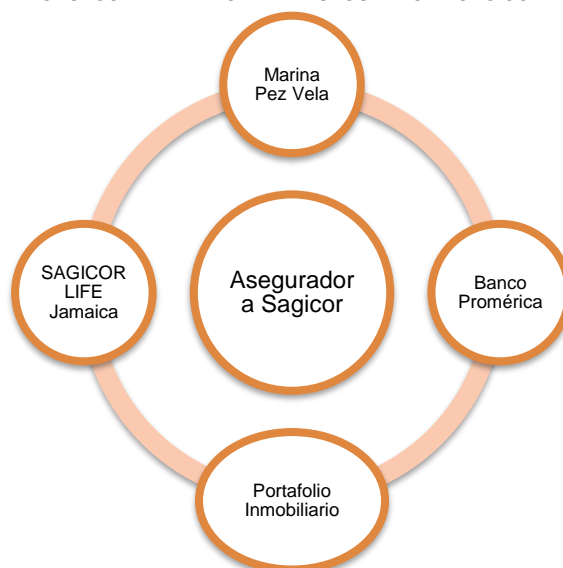 Marina
Pez Vela
SAGICOR
LIFE
Jamaica
Asegurador
a Sagicor
Banco
Promérica
Portafolio
Inmobiliario